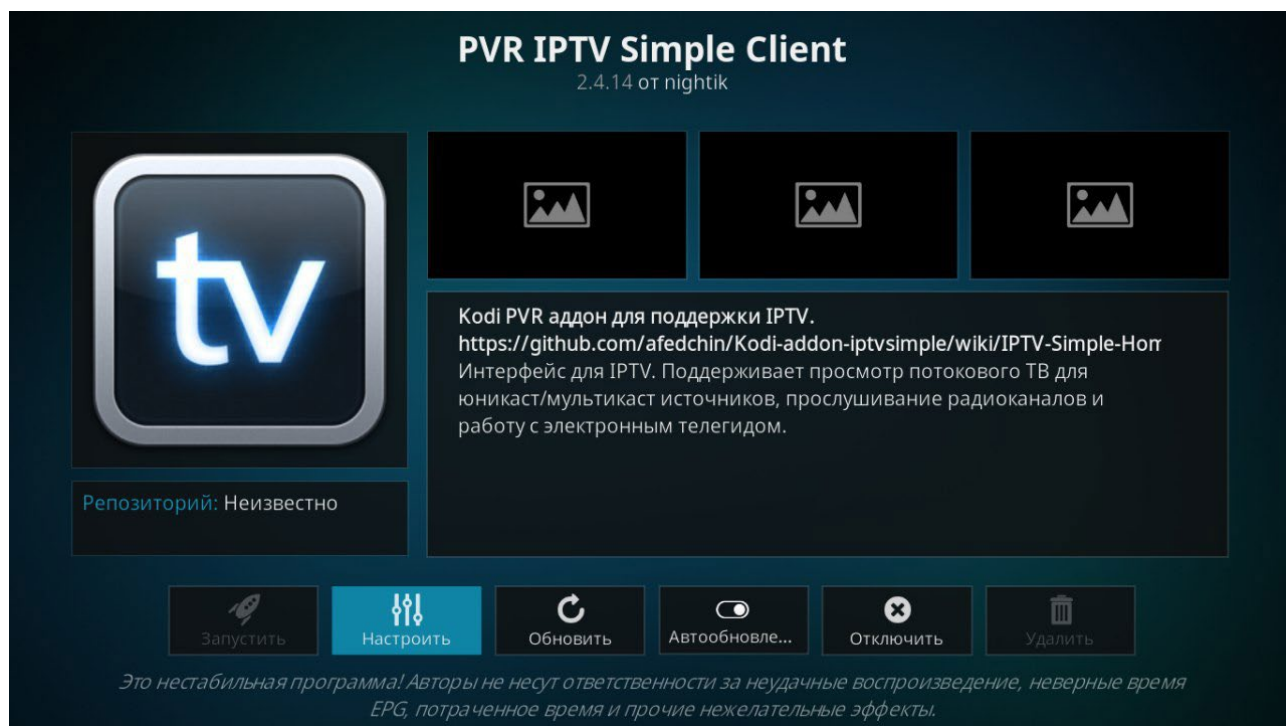 PVR IPTV Simple Client
2.4.14 от nightik
tv
Kodi PVR аддон для поддержки IPTV.
https://github.com/afedchin/Kodi-addon-iptvsimple/wiki/IPTV-Simple-Hom
Интерфейс для IPTV. Поддерживает просмотр потокового ТВ для
юникаст/мультикаст источников, прослушивание радиоканалов и
работу с электронным телегидом.
Репозиторий: Неизвестно
Запустить
Настроить
Обновить
Автообновле...
Отключить
Удалить
Это нестабильная программа! Авторы не несут ответственности за неудачные воспроизведение, неверные время
EPG, потраченное время и прочие нежелательные эффекты.